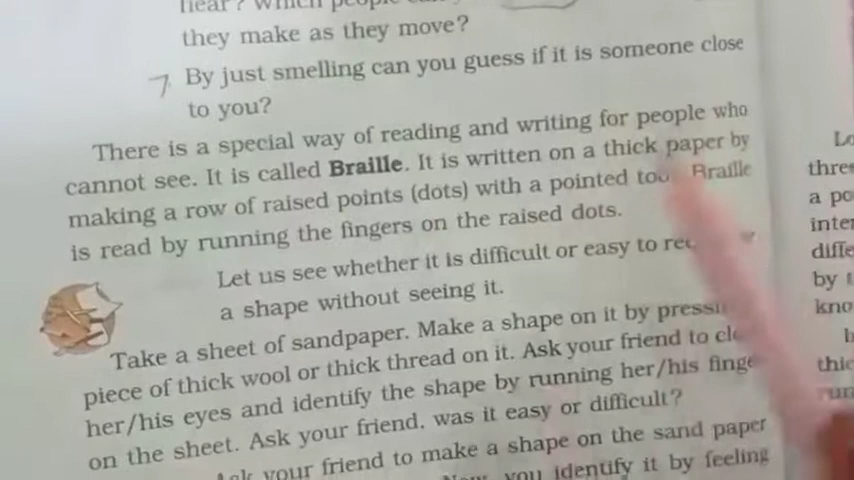 hear? Which people
they make as they move?
7 By just smelling can you guess if it is someone close
to you?
There is a special way of reading and writing for people who
cannot see. It is called Braille. It is written on a thick paper by
making a row of raised points (dots) with a pointed Braille
is read by running the fingers on the raised dots.
Let us see whether it is difficult or easy to
a shape without seeing it.
Take a sheet of sandpaper. Make a shape on it by
piece of thick wool or thick thread on it. Ask your friend to
her/his eyes and identify the shape by running her/his
on the sheet. Ask your friend. was it easy or difficult?
Ask your friend to make a shape on the sand paper
you identify it by feeling
three
a
by